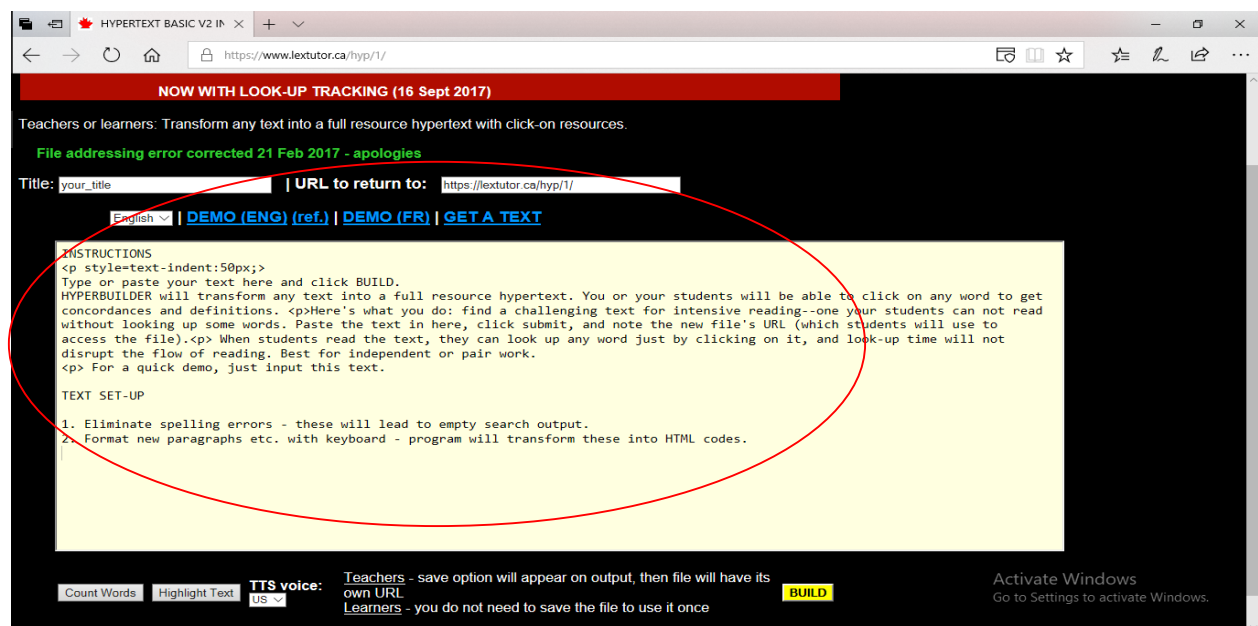 HYPERTEXT BASIC V2 IN
https://www.lextutor.ca/hyp/1/
NOW WITH LOOK-UP TRACKING (16 Sept 2017)
Teachers or learners: Transform any text into a full resource hypertext with click-on resources.
File addressing error corrected 21 Feb 2017 - apologies
Title: your_title | URL to return to: https://lextutor.ca/hyp/1/
English | DEMO (ENG) (ref.) | DEMO (FR) | GET A TEXT
INSTRUCTIONS
<p style=text-indent:50px;>
Type or paste your text here and click BUILD.
HYPERBUILDER will transform any text into a full resource hypertext. You or your students will be able to click on any word to get
concordances and definitions. <p>Here's what you do: find a challenging text for intensive reading--one your students can not read
without looking up some words. Paste the text in here, click submit, and note the new file's URL (which students will use to
access the file).<p> When students read the text, they can look up any word just by clicking on it, and look-up time will not
disrupt the flow of reading. Best for independent or pair work.
<p> For a quick demo, just input this text.
TEXT SET-UP
1. Eliminate spelling errors - these will lead to empty search output.
2. Format new paragraphs etc. with keyboard - program will transform these into HTML codes.
Count Words Highlight Text TTS voice:
US
Teachers - save option will appear on output, then file will have its
own URL
Learners - you do not need to save the file to use it once
BUILD
Activate Windows
Go to Settings to activate Windows.